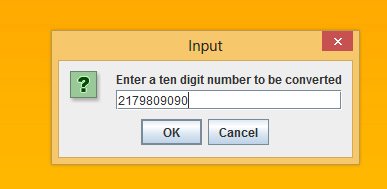 Input
x
?
Enter a ten digit number to be converted
2179809090
OK Cancel